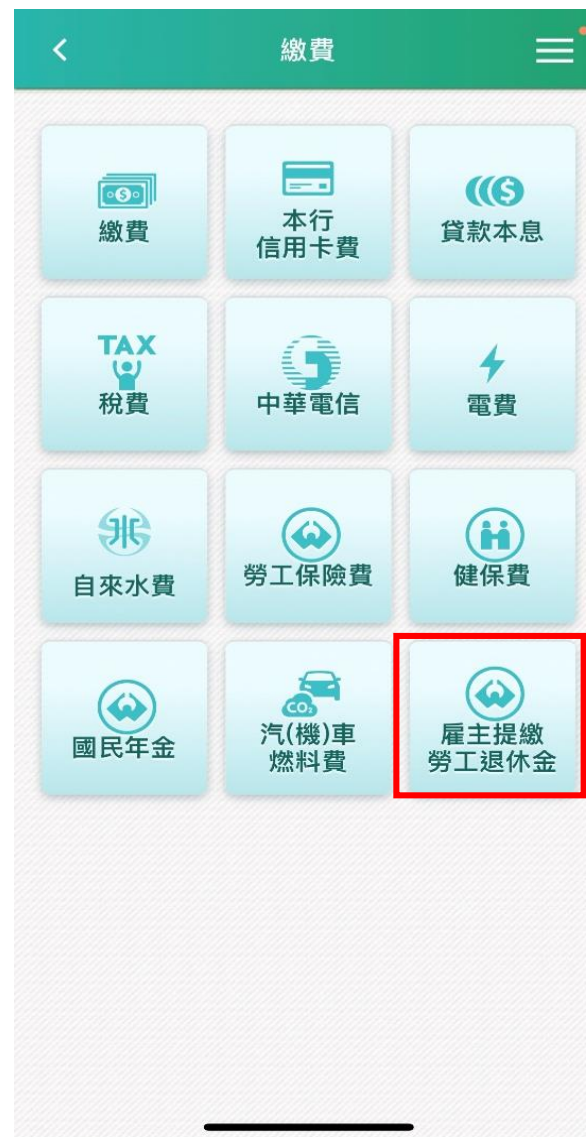 繳費
繳費
本行
信用卡費
貸款本息
TAX
稅費
中華電信
電費
自來水費
勞工保險費
健保費
國民年金
CO₂
汽(機)車
燃料費
雇主提繳
勞工退休金